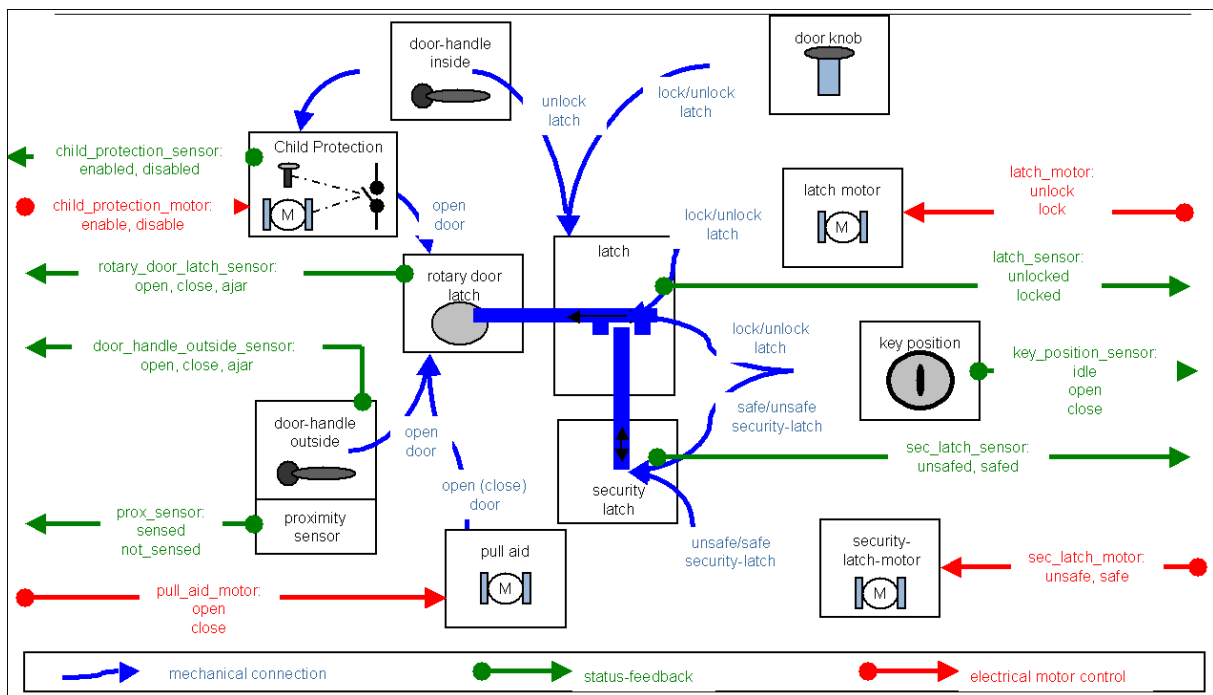 door-handle
inside
door knob
unlock
latch
lock/unlock
latch
child_protection_sensor:
enabled, disabled
Child Protection
child_protection_motor:
enable, disable
M
open
door
latch motor
M
latch_motor:
unlock
lock
lock/unlock
latch
latch
rotary_door_latch_sensor:
open, close, ajar
rotary door
latch
latch_sensor:
unlocked
locked
door_handle_outside_sensor:
open, close, ajar
lock/unlock
latch
key position
key_position_sensor:
idle
open
close
door-handle
outside
open
door
safe/unsafe
security-latch
sec_latch_sensor:
unsafed, safed
open (close)
door
security
latch
prox_sensor:
sensed
not_sensed
proximity
sensor
unsafe/safe
security-latch
pull aid
M
security-
latch-motor
M
sec_latch_motor:
unsafe, safe
pull_aid_motor:
open
close
mechanical connection
status-feedback
electrical motor control